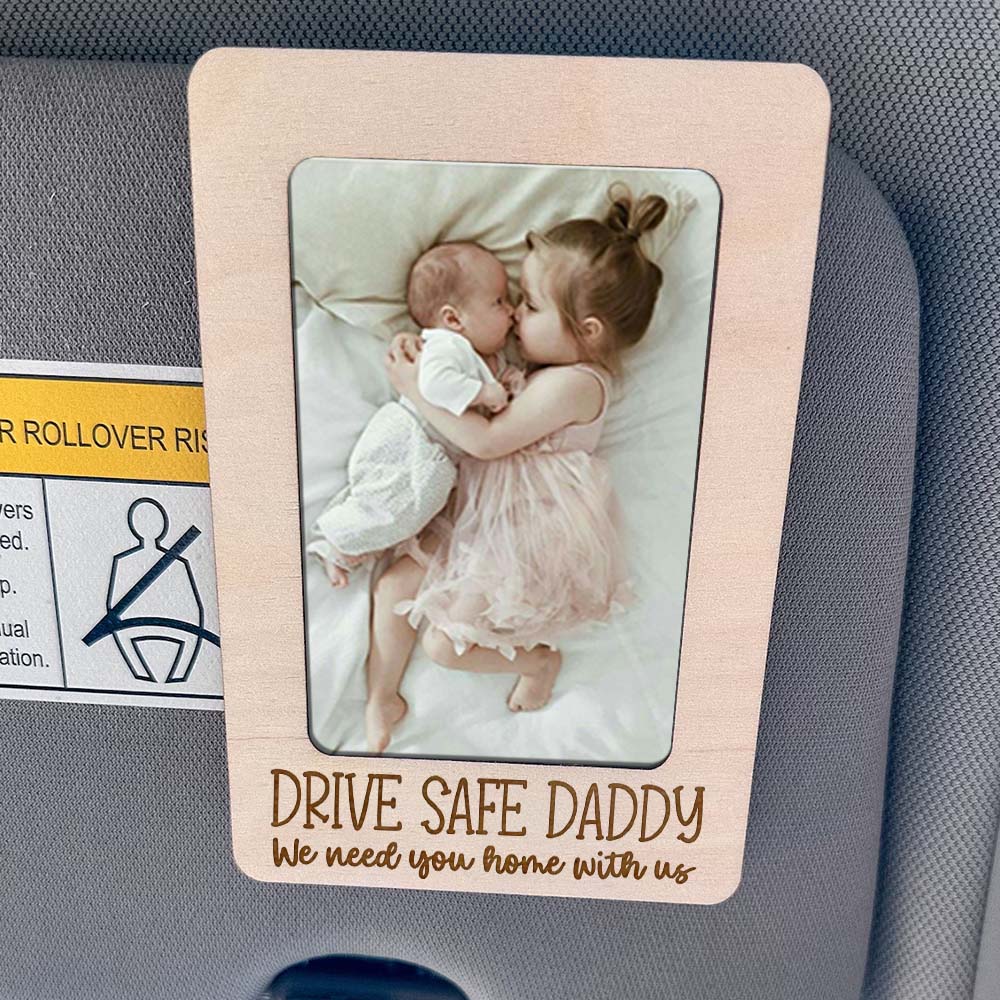 R ROLLOVER RIS
vers
ed.
p.
ual
ation.
DRIVE SAFE DADDY
We need you home with us